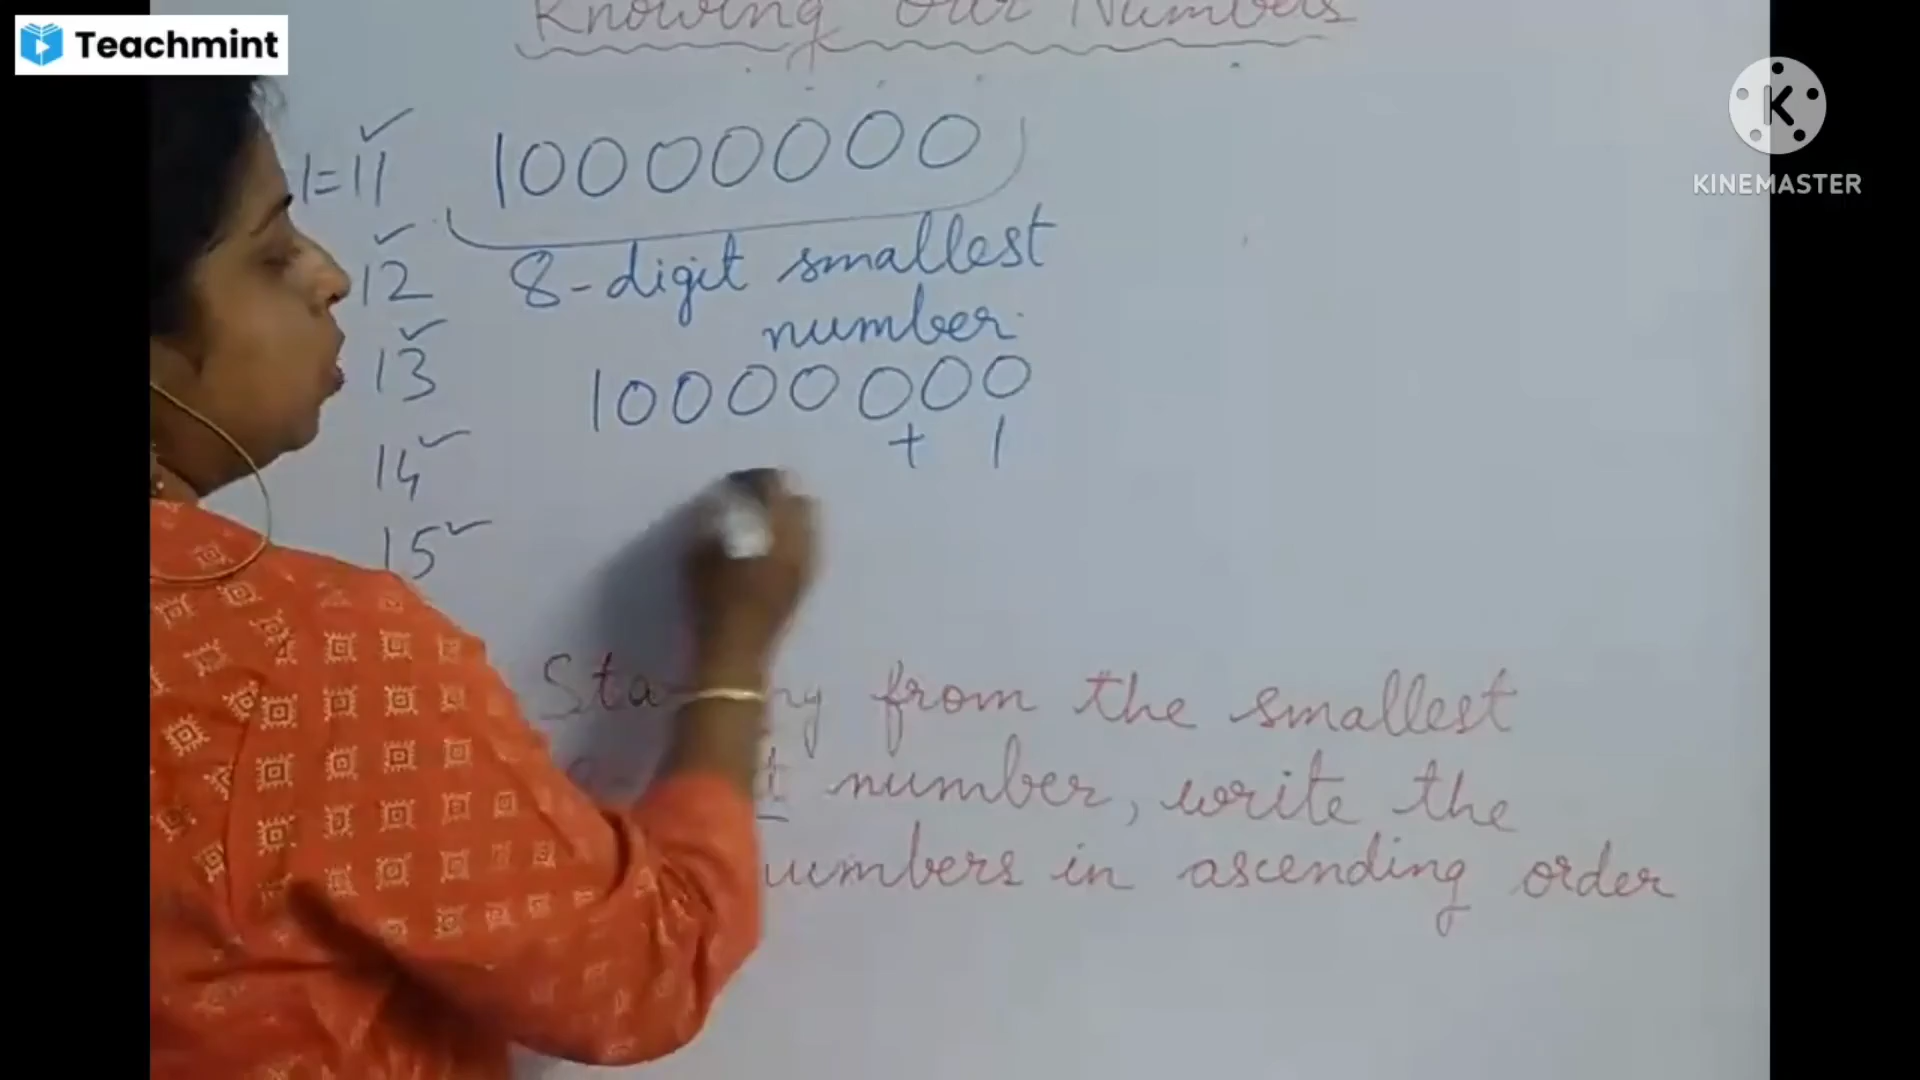 Teachmint
Knowing Our Numbers
KINEMASTER
1=11
12
13
14
15
10000000
8-digit smallest
number
10000000
+ 1
from the smallest
number, write the
numbers in ascending order